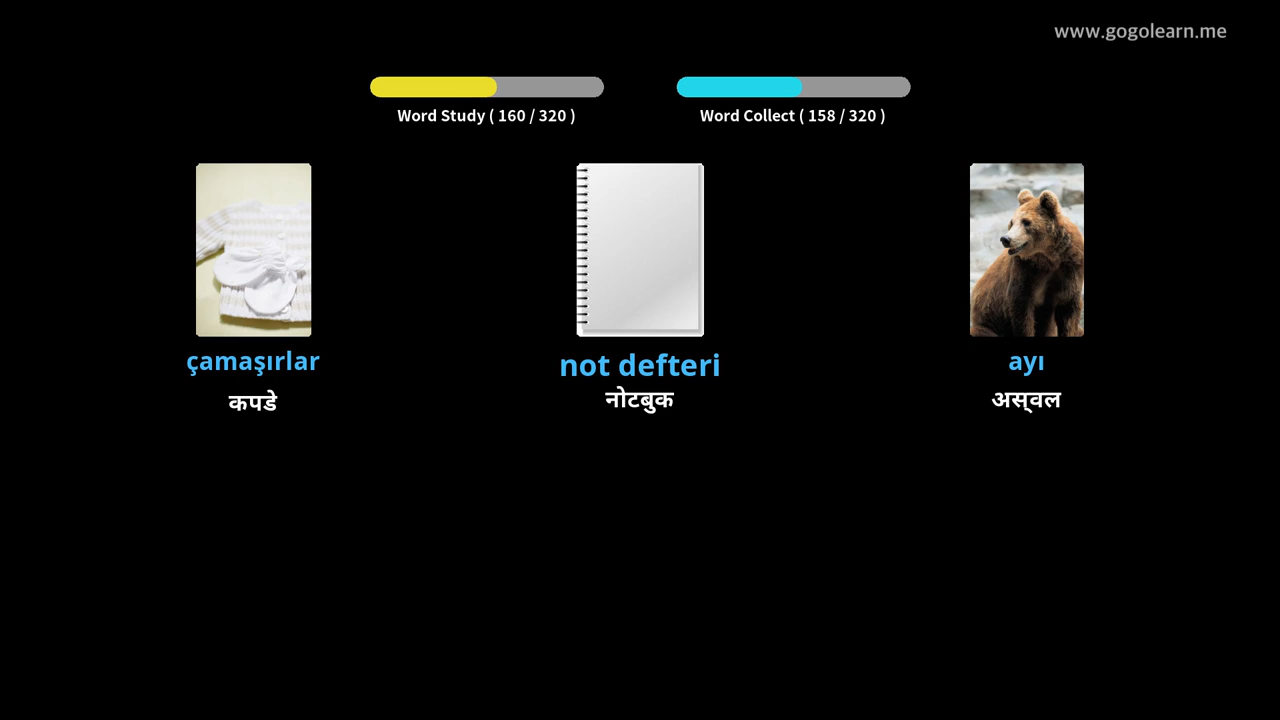 www.gogolearn.me
Word Study ( 160 / 320 )
Word Collect ( 158 / 320 )
çamaşırlar
not defteri
ayı
कपडे
नोटबुक
अस्‌वल